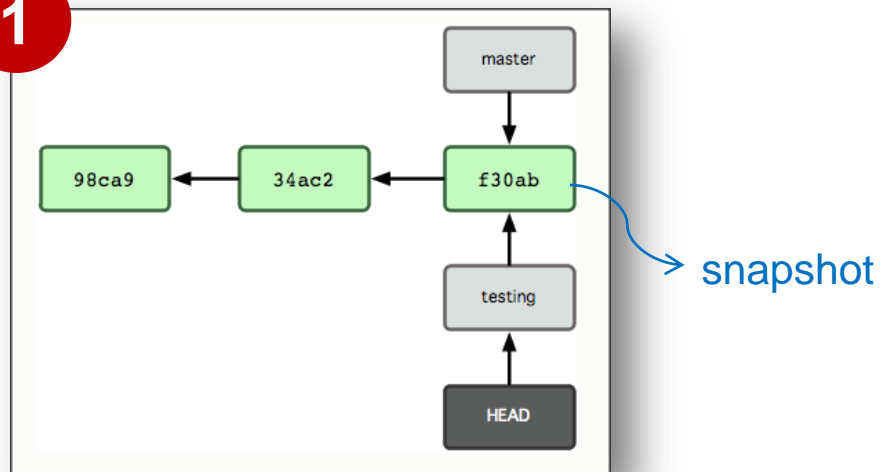 1
master
98ca9 34ac2 f30ab
snapshot
testing
HEAD